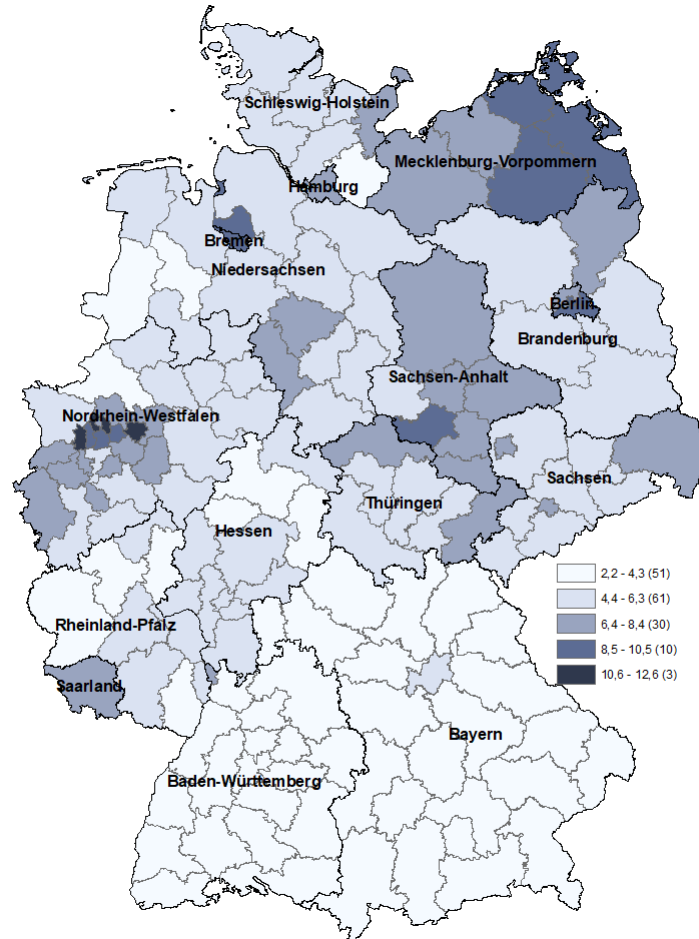 Schleswig-Holstein
Mecklenburg-Vorpommern
Hamburg
Bremen
Niedersachsen
Berlin
Brandenburg
Sachsen-Anhalt
Nordrhein-Westfalen
Sachsen
Thüringen
Hessen
2,2 - 4,3 (51)
4,4 - 6,3 (61)
6,4 - 8,4 (30)
8,5 - 10,5 (10)
10,6 - 12,6 (3)
Rheinland-Pfalz
Saarland
Bayern
Baden-Württemberg